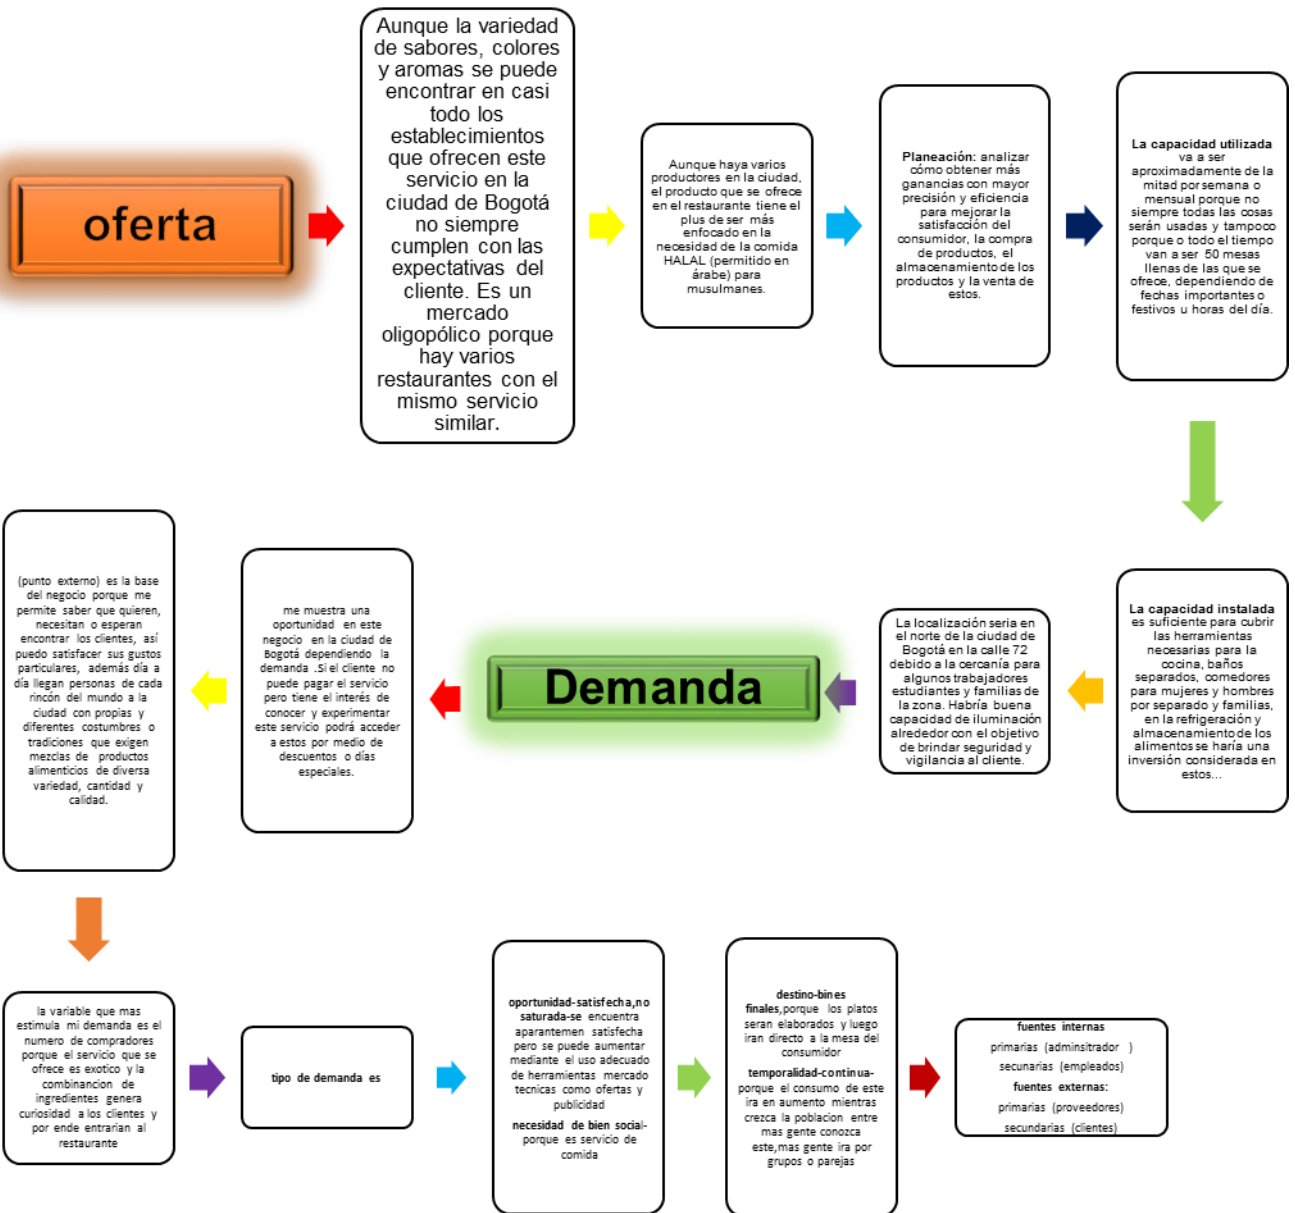 oferta
Aunque la variedad
de sabores, colores
y aromas se puede
encontrar en casi
todo los
establecimientos
que ofrecen este
servicio en la
ciudad de Bogotá
no siempre
cumplen con las
expectativas del
cliente. Es un
mercado
oligopólico porque
hay varios
restaurantes con el
mismo servicio
similar.
Aunque haya varios
productores en la ciudad,
el producto que se ofrece
en el restaurante tiene el
plus de ser más
enfocado en la
necesidad de la comida
HALAL (permitido en
árabe) para
musulmanes.
Planeación: analizar
cómo obtener más
ganancias con mayor
precisión y eficiencia
para mejorar la
satisfacción del
consumidor, la compra
de productos, el
almacenamiento de los
productos y la venta de
estos.
La capacidad utilizada
va a ser
aproximadamente de la
mitad por semana o
mensual porque no
siempre todas las cosas
serán usadas y tampoco
porque o todo el tiempo
van a ser 50 mesas
llenas de las que se
ofrece, dependiendo de
fechas importantes o
festivos u horas del día.
La capacidad instalada
es suficiente para cubrir
las herramientas
necesarias para la
cocina, baños
separados, comedores
para mujeres y hombres
por separado y familias,
en la refrigeración y
almacenamiento de los
alimentos se haría una
inversión considerada en
estos...
La localización seria en
el norte de la ciudad de
Bogotá en la calle 72
debido a la cercanía para
algunos trabajadores
estudiantes y familias de
la zona. Habría buena
capacidad de iluminación
alrededor con el objetivo
de brindar seguridad y
vigilancia al cliente.
Demanda
me muestra una
oportunidad en este
negocio en la ciudad de
Bogotá dependiendo la
demanda .Si el cliente no
puede pagar el servicio
pero tiene el interés de
conocer y experimentar
este servicio podrá acceder
a estos por medio de
descuentos o días
especiales.
(punto externo) es la base
del negocio porque me
permite saber que quieren,
necesitan o esperan
encontrar los clientes, así
puedo satisfacer sus gustos
particulares, además día a
día llegan personas de cada
rincón del mundo a la
ciudad con propias y
diferentes costumbres o
tradiciones que exigen
mezclas de productos
alimenticios de diversa
variedad, cantidad y
calidad.
la variable que mas
estimula mi demanda es el
numero de compradores
porque el servicio que se
ofrece es exotico y la
combinancion de
ingredientes genera
curiosidad a los clientes y
por ende entrarian al
restaurante
tipo de demanda es
oportunidad-satisfecha,no
saturada-se encuentra
aparantemen satisfecha
pero se puede aumentar
mediante el uso adecuado
de herramientas mercado
tecnicas como ofertas y
publicidad
necesidad de bien social-
porque es servicio de
comida
destino-bines
finales,porque los platos
seran elaborados y luego
iran directo a la mesa del
consumidor
temporalidad-continua-
porque el consumo de este
ira en aumento mientras
crezca la poblacion entre
mas gente conozca
este,mas gente ira por
grupos o parejas
fuentes internas
primarias (adminsitrador )
secunarias (empleados)
fuentes externas:
primarias (proveedores)
secundarias (clientes)